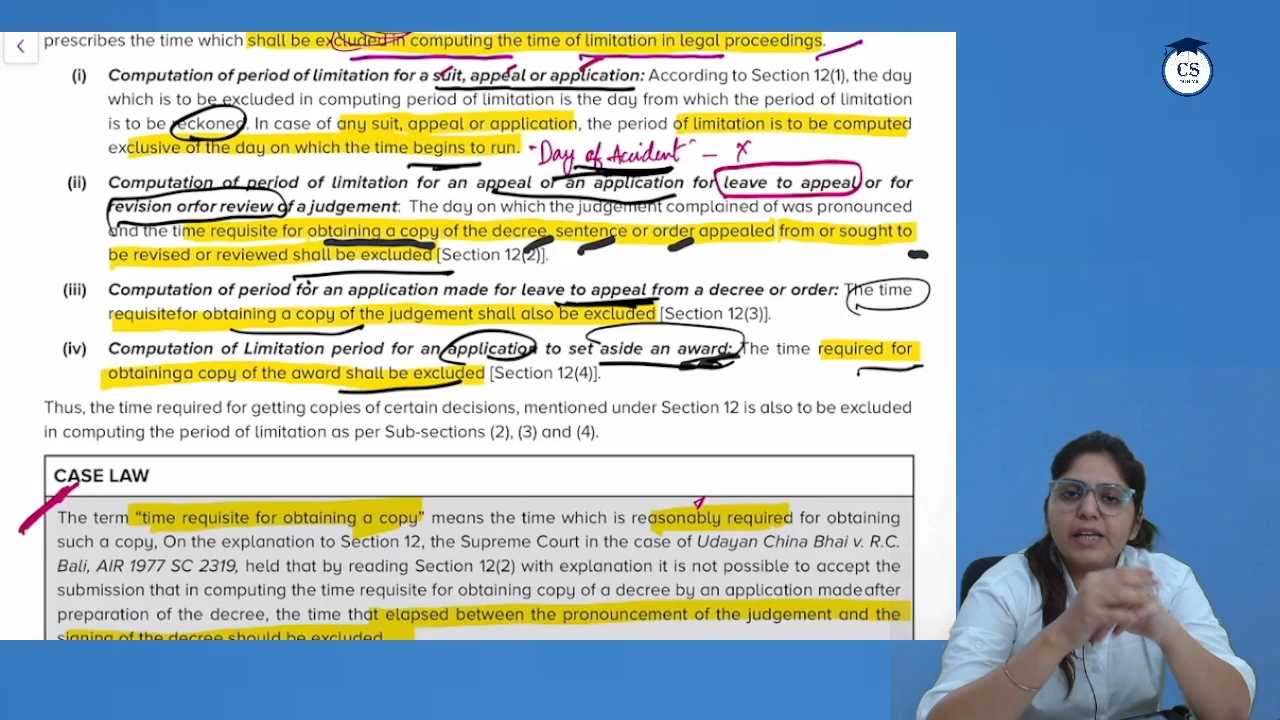 prescribes the time which shall be excluded in computing the time of limitation in legal proceedings.
(i) Computation of period of limitation for a suit, appeal or application: According to Section 12(1), the day
which is to be excluded in computing period of limitation is the day from which the period of limitation
is to be reckoned. In case of any suit, appeal or application, the period of limitation is to be computed
exclusive of the day on which the time begins to run. "Day of Accident" - x
(ii) Computation of period of limitation for an appeal or an application for leave to appeal or for
revision orfor review of a judgement: The day on which the judgement complained of was pronounced
and the time requisite for obtaining a copy of the decree, sentence or order appealed from or sought to
be revised or reviewed shall be excluded [Section 12(2)].
(iii) Computation of period for an application made for leave to appeal from a decree or order: The time
requisitefor obtaining a copy of the judgement shall also be excluded [Section 12(3)].
(iv) Computation of Limitation period for an application to set aside an award: The time required for
obtaininga copy of the award shall be excluded [Section 12(4)].
Thus, the time required for getting copies of certain decisions, mentioned under Section 12 is also to be excluded
in computing the period of limitation as per Sub-sections (2), (3) and (4).
CASE LAW
The term "time requisite for obtaining a copy" means the time which is reasonably required for obtaining
such a copy, On the explanation to Section 12, the Supreme Court in the case of Udayan China Bhai v. R.C.
Bali, AIR 1977 SC 2319, held that by reading Section 12(2) with explanation it is not possible to accept the
submission that in computing the time requisite for obtaining copy of a decree by an application madeafter
preparation of the decree, the time that elapsed between the pronouncement of the judgement and the
signing of the decree should be excluded.
CS